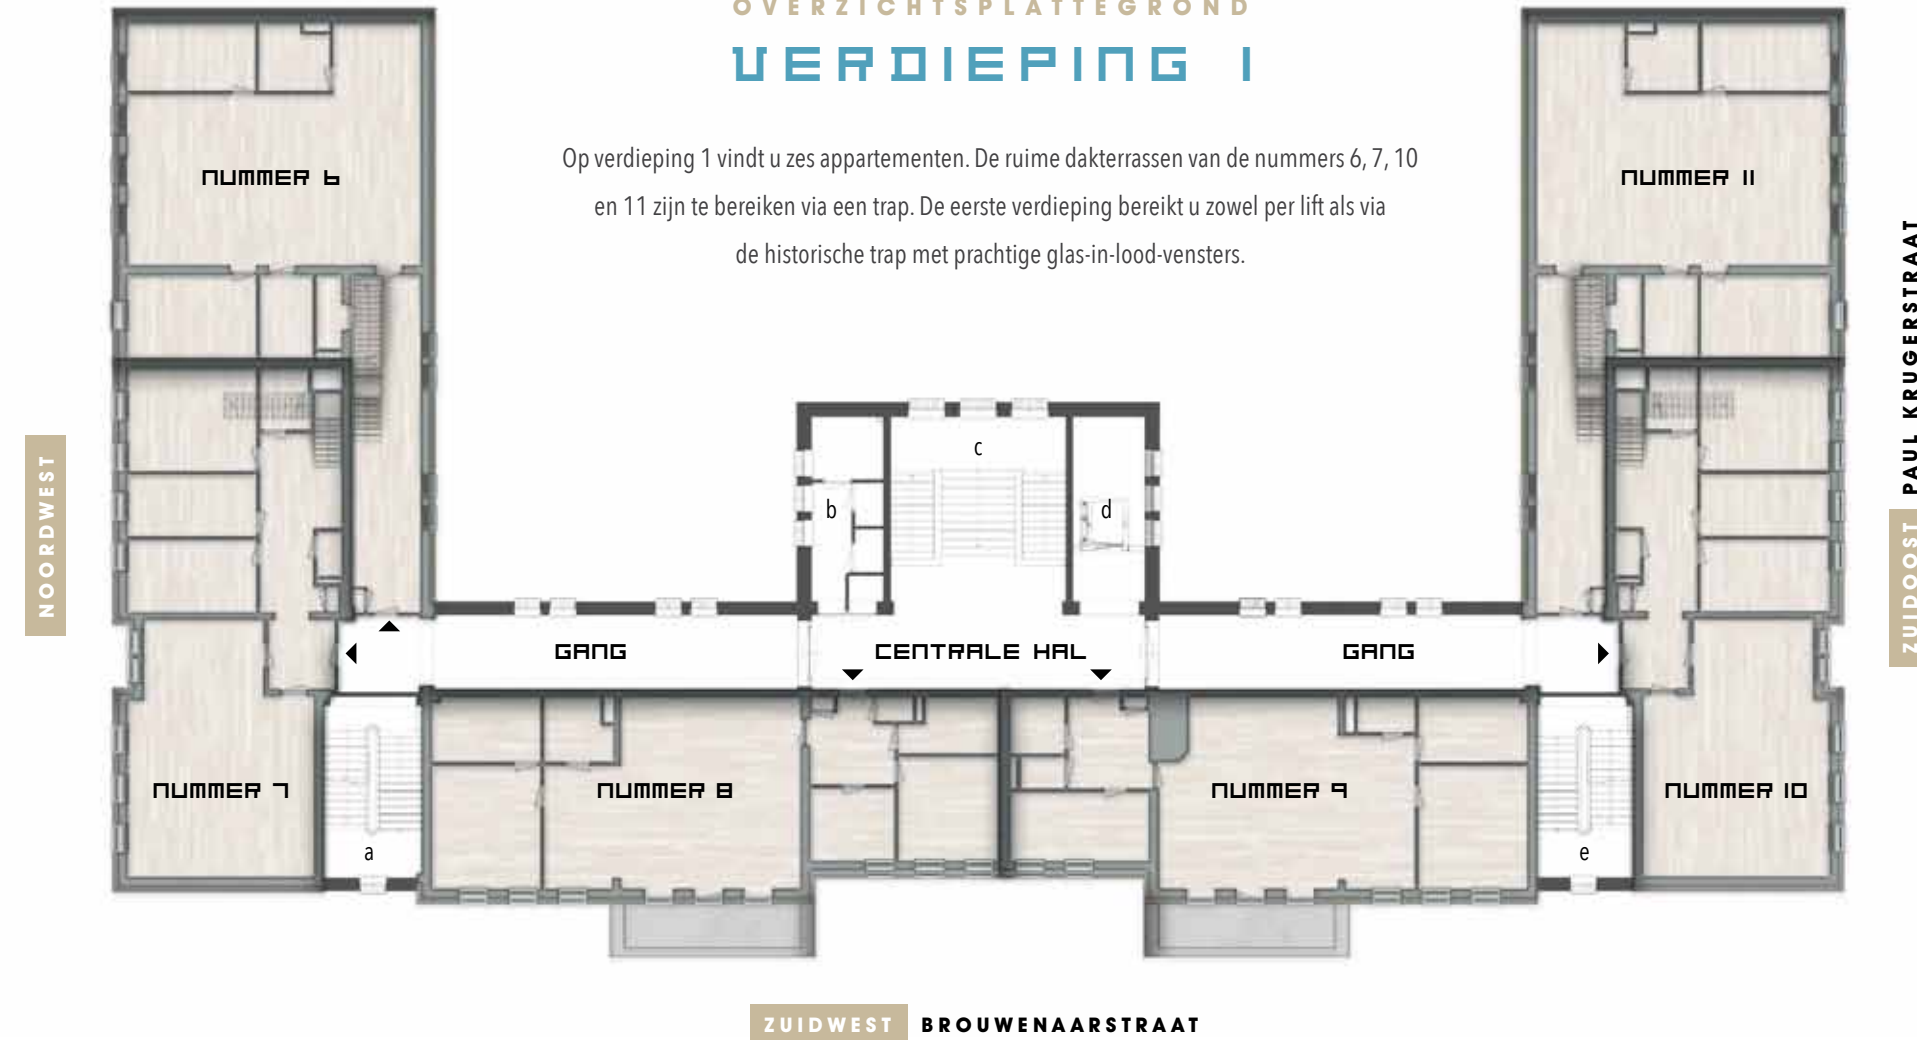 OVERZICHTSPLATTEGROND
VERDIEPING 1
Op verdieping 1 vindt u zes appartementen. De ruime dakterrassen van de nummers 6, 7, 10
en 11 zijn te bereiken via een trap. De eerste verdieping bereikt u zowel per lift als via
de historische trap met prachtige glas-in-lood-vensters.
NUMMER 6
NUMMER 11
NOORDWEST
ZUIDOOST PAUL KRUGERSTRAAT
c
b
d
GANG
CENTRALE HAL
GANG
NUMMER 7
NUMMER 8
NUMMER 9
NUMMER 10
a
e
ZUIDWEST BROUWENAARSTRAAT